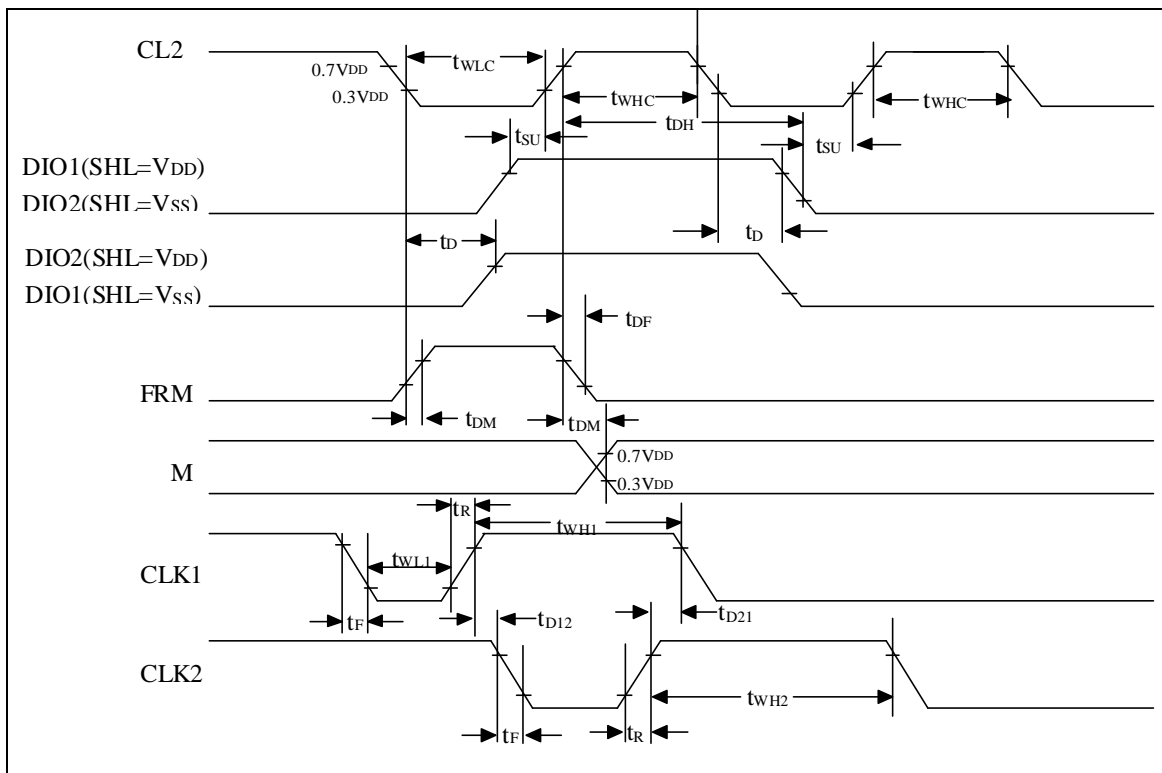 CL2
0.7VDD
0.3VDD
tWLC
tWHC
tWHC
tDH
tSU
tSU
DIO1(SHL=VDD)
DIO2(SHL=VSS)
tD
tD
DIO2(SHL=VDD)
DIO1(SHL=VSS)
tDF
FRM
tDM
tDM
M
0.7VDD
0.3VDD
tR
tWH1
tWL1
CLK1
tF
tD12
tD21
CLK2
tWH2
tF
tR